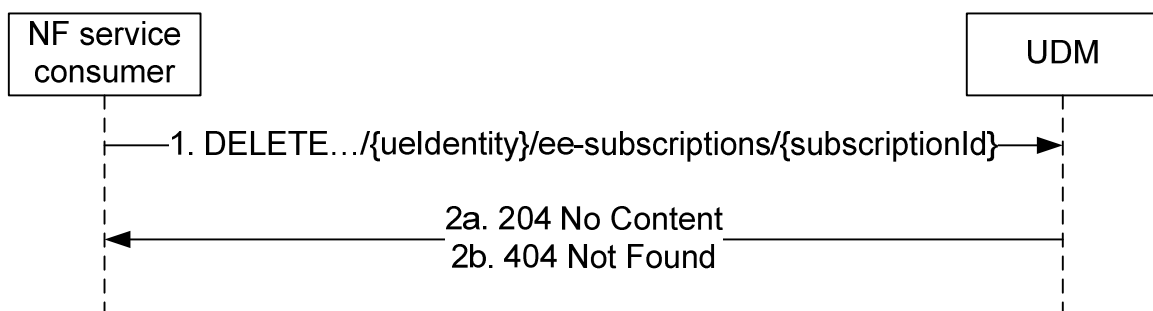 NF service
consumer
UDM
1. DELETE…/{ueIdentity}/ee-subscriptions/{subscriptionId}
2a. 204 No Content
2b. 404 Not Found